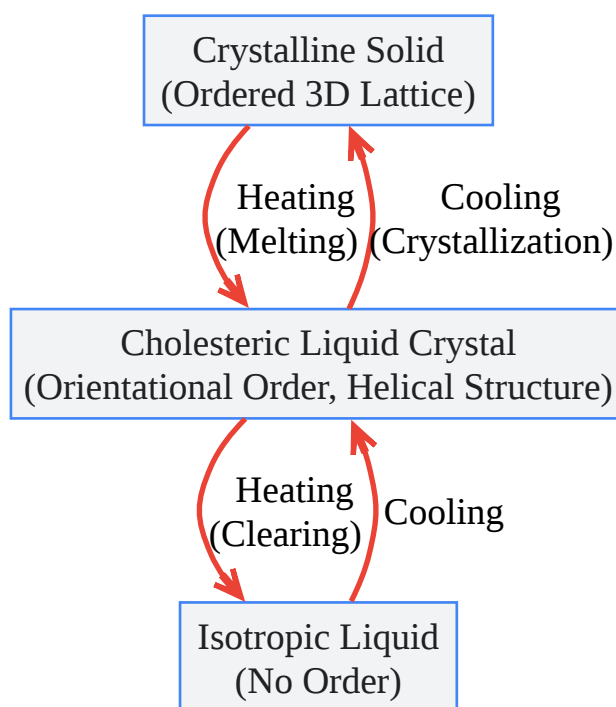 Crystalline Solid
(Ordered 3D Lattice)
Heating
(Melting)
Cooling
(Crystallization)
Cholesteric Liquid Crystal
(Orientational Order, Helical Structure)
Heating
(Clearing)
Cooling
Isotropic Liquid
(No Order)